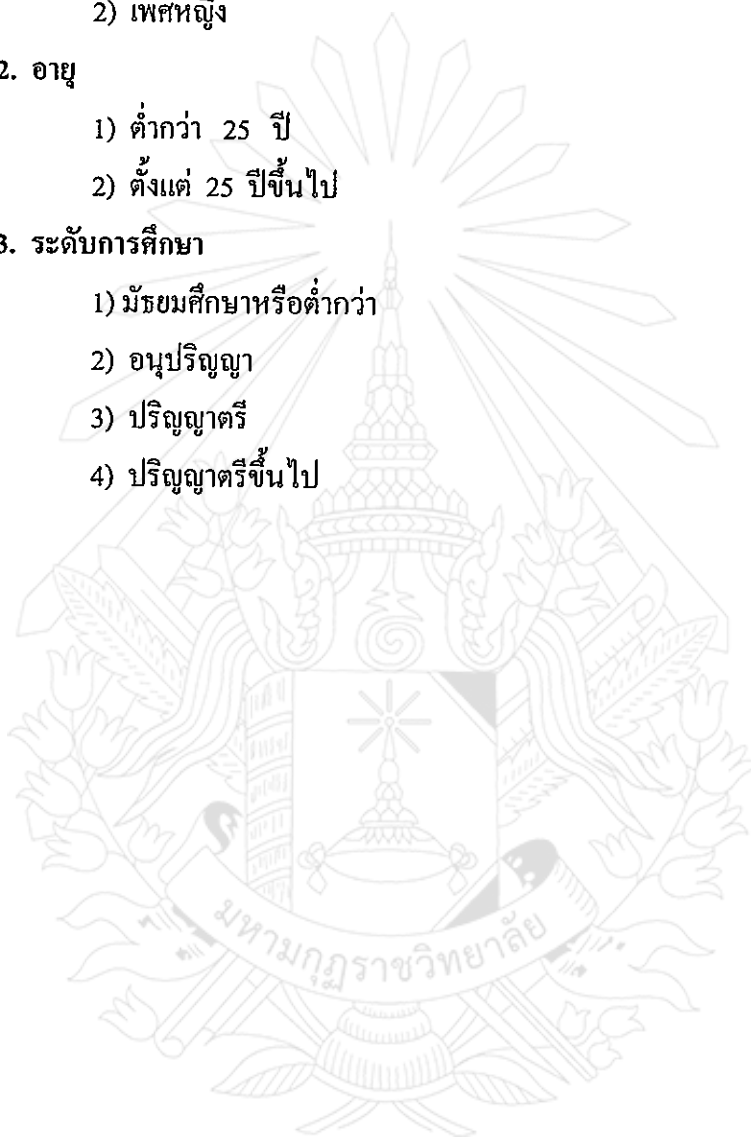 2) เพศหญิง
2. อายุ
1) ต่ำกว่า 25 ปี
2) ตั้งแต่ 25 ปีขึ้นไป
3. ระดับการศึกษา
1) มัธยมศึกษาหรือต่ำกว่า
2) อนุปริญญา
3) ปริญญาตรี
4) ปริญญาตรีขึ้นไป
มหามกุฏราชวิทยาลัย